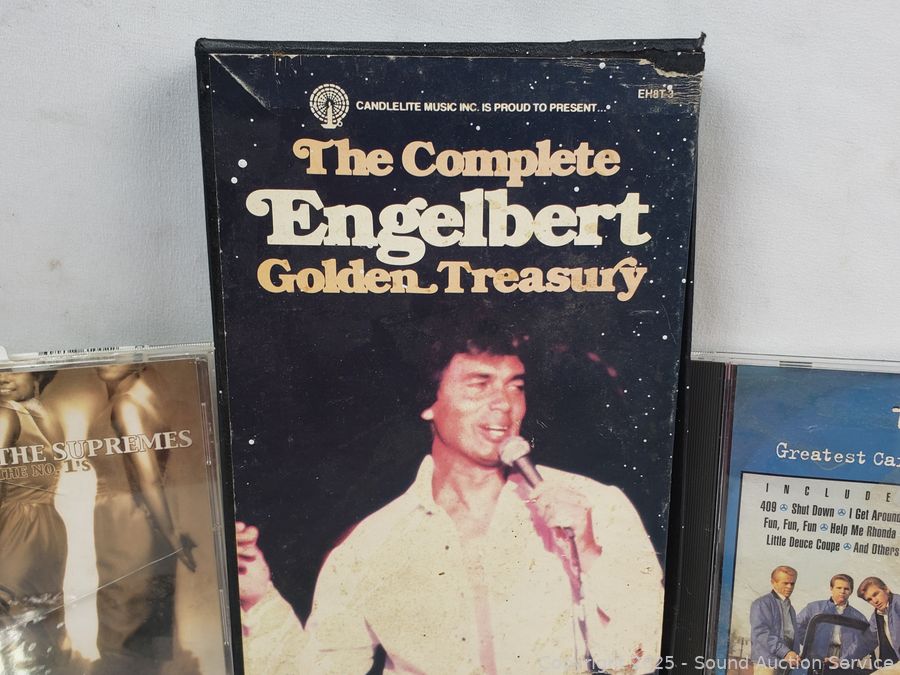 CANDLELITE MUSIC INC. IS PROUD TO PRESENT...
EH8T 3
The Complete
Engelbert
Golden Treasury
THE SUPREMES
THE NO. 1'S
Greatest Car
INCLUDE
409 Shut Down I Get Around
Fun, Fun, Fun Help Me Rhonda
Little Deuce Coupe And Others
Copyright 2025 - Sound Auction Service